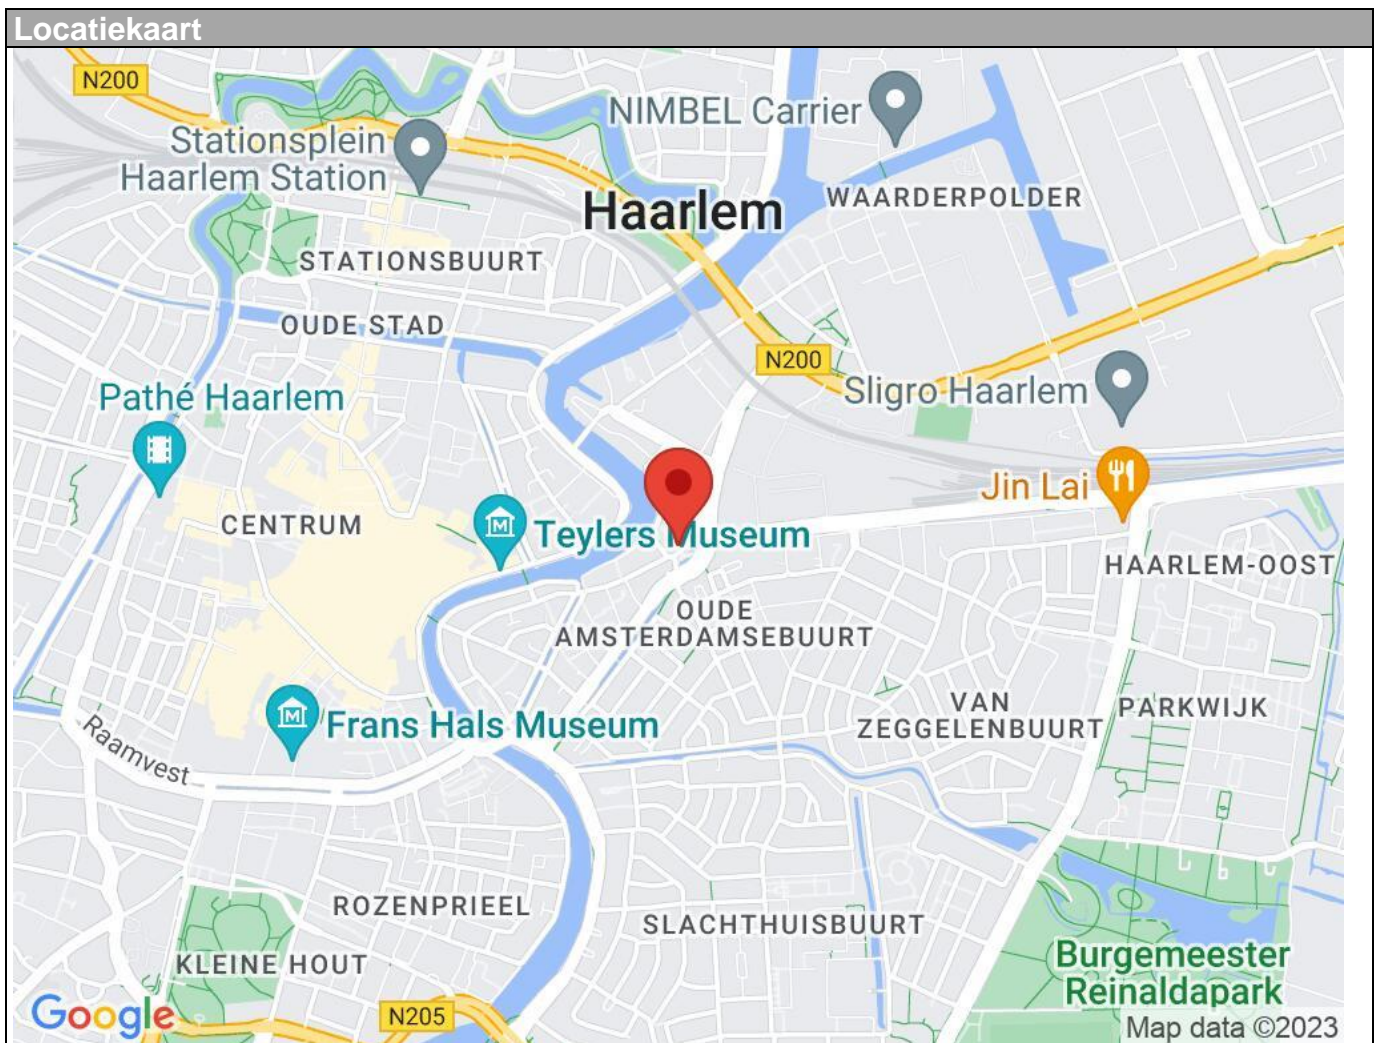 Locatiekaart
N200
NIMBEL Carrier
Stationsplein
Haarlem Station
WAARDERPOLDER
Haarlem
STATIONSBUURT
OUDE STAD
N200
Sligro Haarlem
Pathé Haarlem
Jin Lai
CENTRUM
Teylers Museum
HAARLEM-OOST
OUDE
AMSTERDAMSEBUURT
VAN
ZEGGELENBUURT
PARKWIJK
Frans Hals Museum
Raamvest
ROZENPRIEEL
SLACHTHUISBUURT
KLEINE HOUT
Burgemeester
Reinaldapark
Google
N205
Map data ©2023